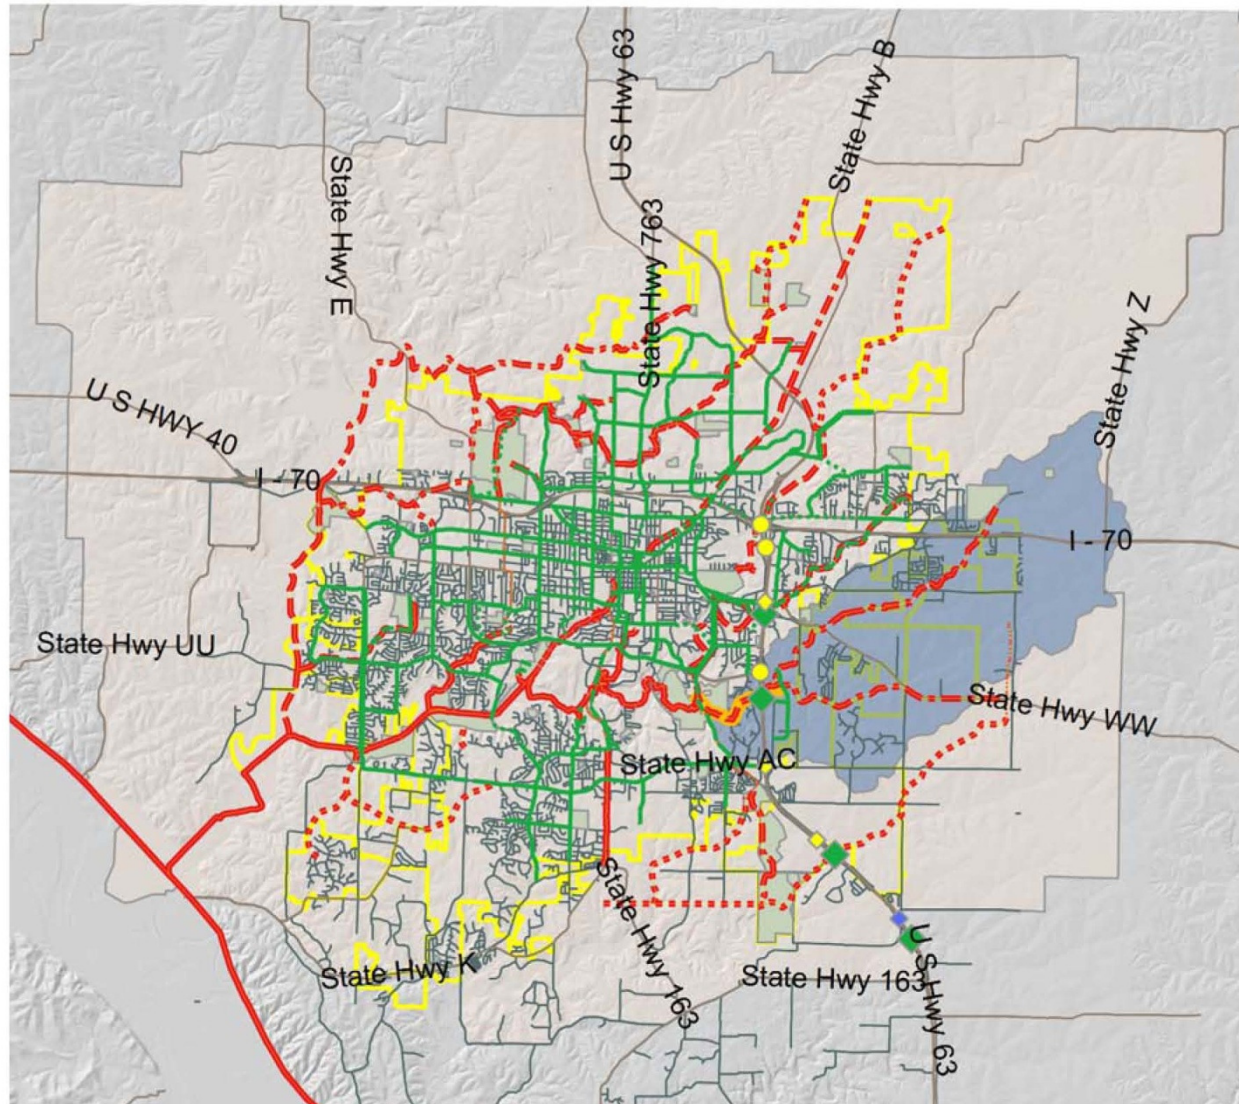 U S Hwy 63
State Hwy B
State Hwy E
State Hwy 763
State Hwy Z
U S HWY 40
I - 70
I - 70
State Hwy UU
State Hwy WW
State Hwy AC
State Hwy 163
State Hwy K
State Hwy 163
U S Hwy 63